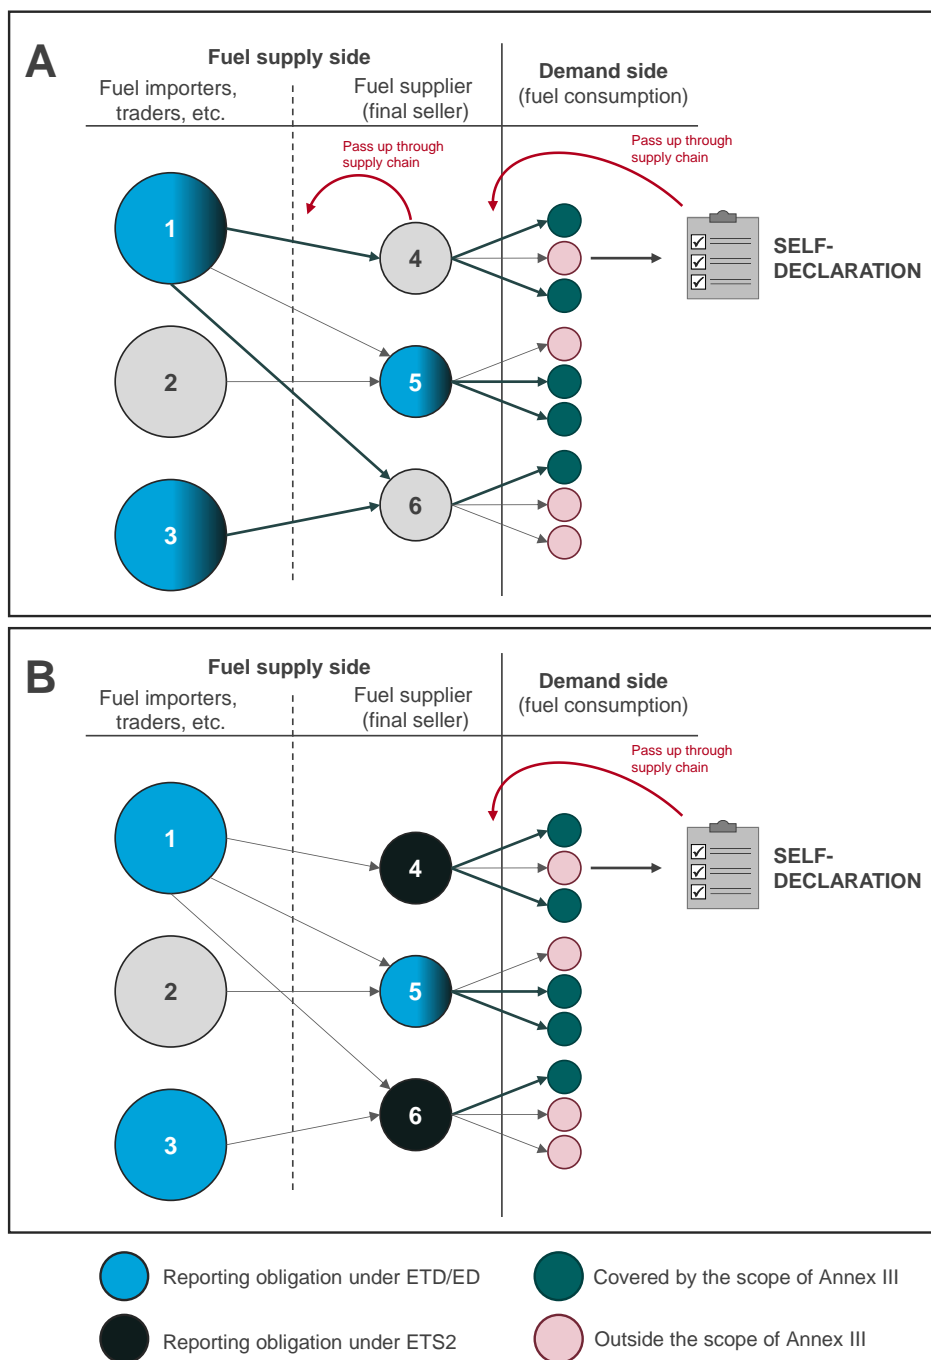 A
Fuel supply side
Fuel importers,
traders, etc.
Fuel supplier
(final seller)
Demand side
(fuel consumption)
Pass up through
supply chain
Pass up through
supply chain
1
2
3
4
5
6
SELF-
DECLARATION
B
Fuel supply side
Fuel importers,
traders, etc.
Fuel supplier
(final seller)
Demand side
(fuel consumption)
Pass up through
supply chain
1
2
3
4
5
6
SELF-
DECLARATION
Reporting obligation under ETD/ED
Covered by the scope of Annex III
Reporting obligation under ETS2
Outside the scope of Annex III